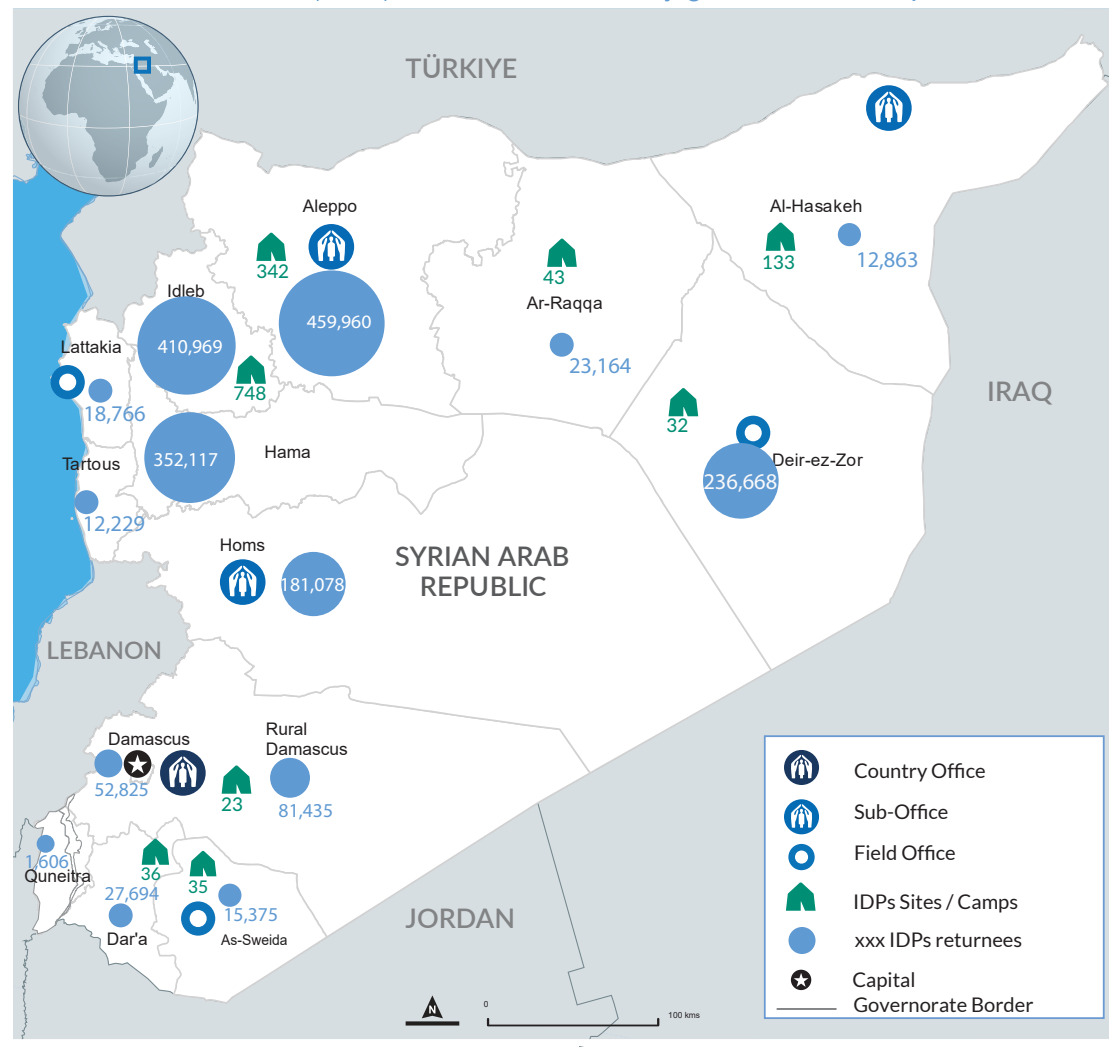 TÜRKIYE
Aleppo
342
459,960
Idleb
410,969
748
Al-Hasakeh
133
12,863
43
Ar-Raqqa
23,164
IRAQ
Lattakia
18,766
32
Deir-ez-Zor
236,668
Hama
352,117
Tartous
12,229
Homs
181,078
SYRIAN ARAB
REPUBLIC
LEBANON
Damascus
52,825
Rural
Damascus
23
81,435
1,606
Quneitra
36
35
27,694
Dar'a
15,375
As-Sweida
JORDAN
N
0
100 kms
Country Office
Sub-Office
Field Office
IDPs Sites / Camps
xxx IDPs returnees
Capital
Governorate Border